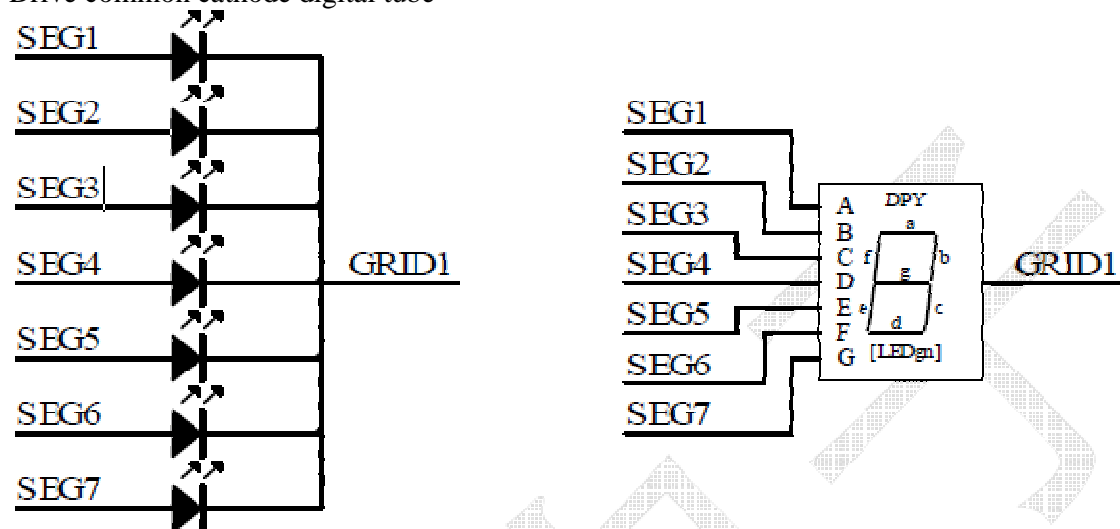 Drive common cathode digital tube
SEG1
SEG2
SEG3
SEG4
SEG5
SEG6
SEG7
GRID1
SEG1
SEG2
SEG3
SEG4
SEG5
SEG6
SEG7
A
B
C
D
E
F
G
DPY
a
f
b
g
e
c
d
[LEDgn]
GRID1